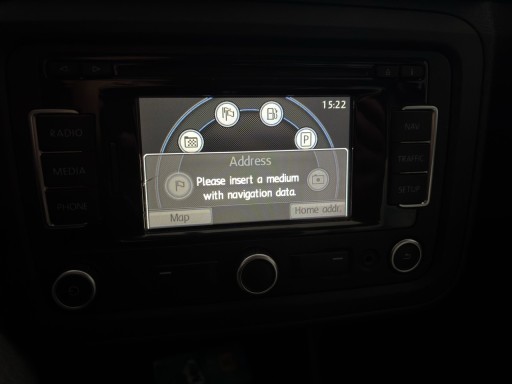 15:22
RADIO
MEDIA
PHONE
NAV
TRAFFIC
SETUP
P
Address
Please insert a medium
with navigation data.
Map
Home addr.